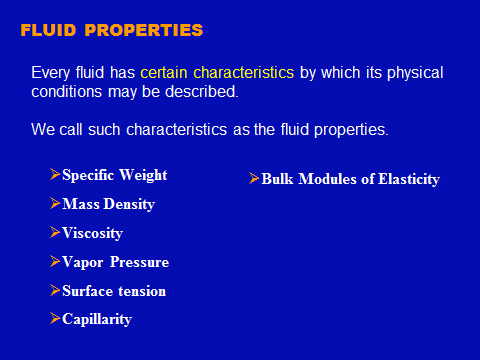 FLUID PROPERTIES
Every fluid has certain characteristics by which its physical
conditions may be described.
We call such characteristics as the fluid properties.
➢Specific Weight
➢Mass Density
➢Viscosity
➢Vapor Pressure
➢Surface tension
➢Capillarity
➢Bulk Modules of Elasticity